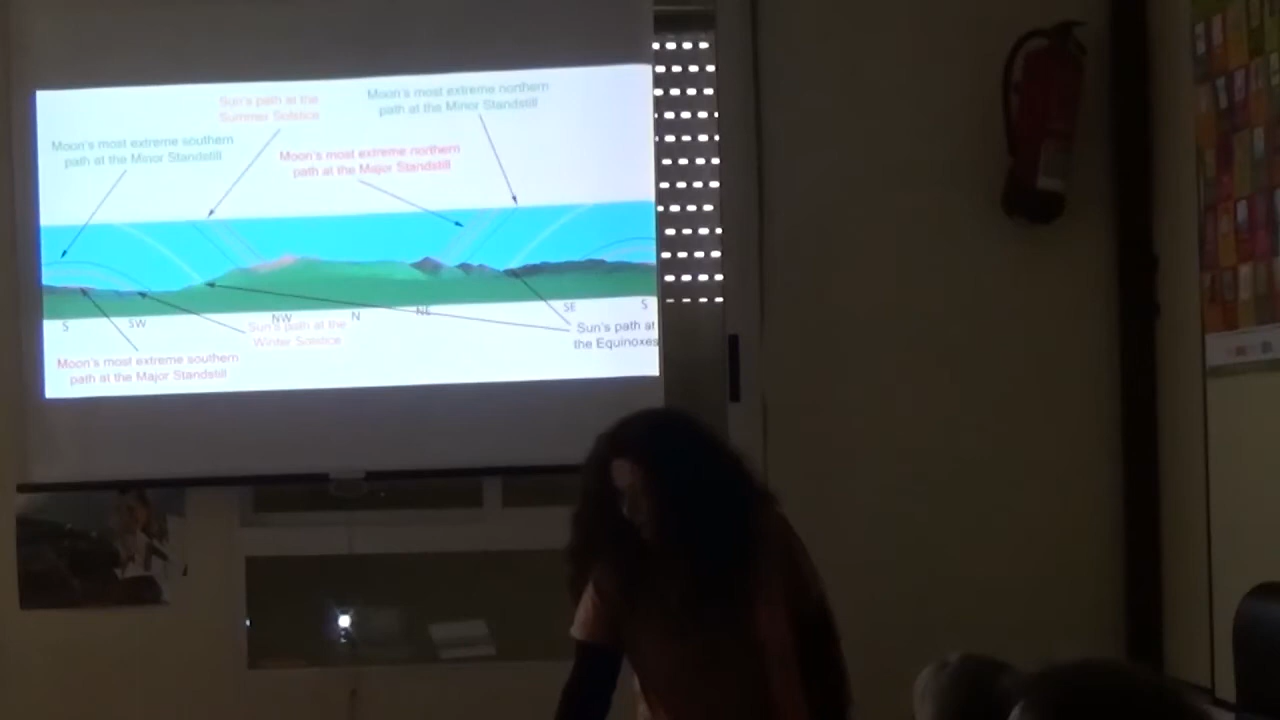 Sun's path at the
Summer Solstice
Moon's most extreme northern
path at the Minor Standstill
Moon's most extreme southern
path at the Minor Standstill
Moon's most extreme northern
path at the Major Standstill
S
SW
NW
N
NE
SE
S
Sun's path at the
Winter Solstice
Sun's path at
the Equinoxes
Moon's most extreme southern
path at the Major Standstill